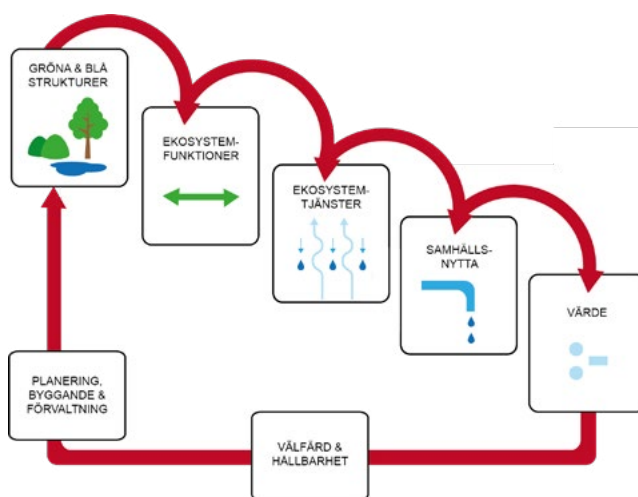 GRÖNA & BLÅ
STRUKTURER
EKOSYSTEM-
FUNKTIONER
EKOSYSTEM-
TJÄNSTER
SAMHÄLLS-
NYTTA
VÄRDE
PLANERING,
BYGGANDE &
FÖRVALTNING
VÄLFÄRD &
HÅLLBARHET